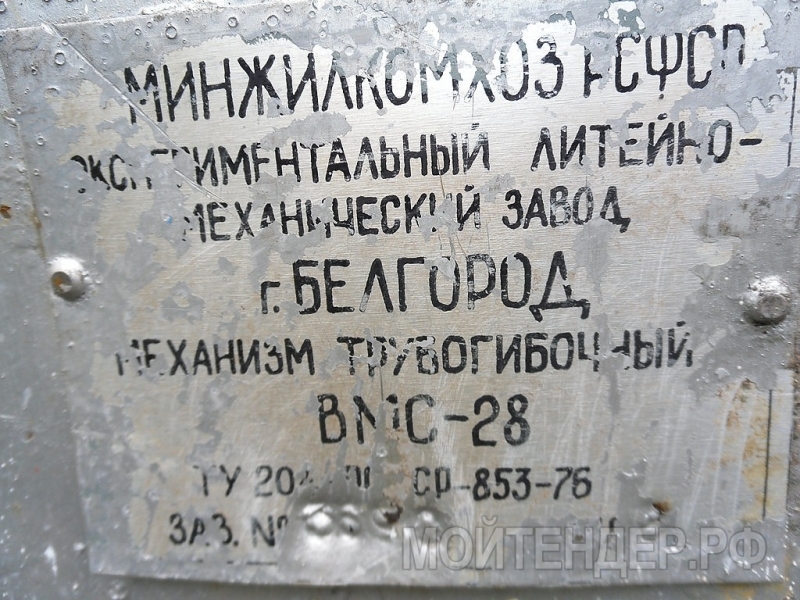 МИНЖИЛКОМХОЗ РСФСР
ЭКСПЕРИМЕНТАЛЬНЫЙ ЛИТЕЙНО-
МЕХАНИЧЕСКИЙ ЗАВОД
г. БЕЛГОРОД
МЕХАНИЗМ ТРУБОГИБОЧНЫЙ
ВМС-28
ТУ 204 РСФСР-853-76
ЗАВ. №
МОЙТЕНДЕР.РФ